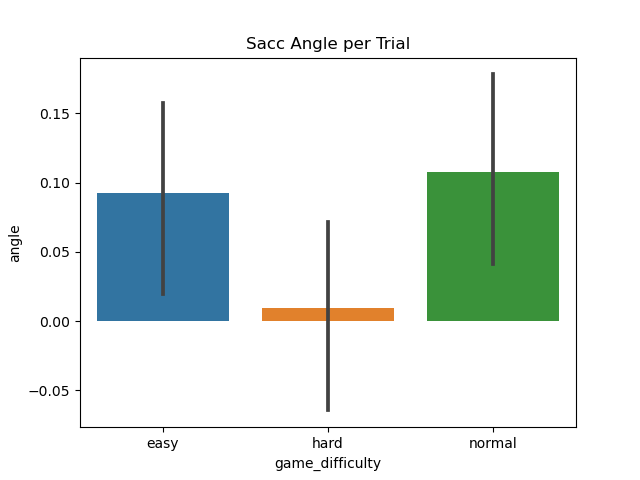 Sacc Angle per Trial
angle
0.15
0.10
0.05
0.00
−0.05
easy hard normal
game_difficulty